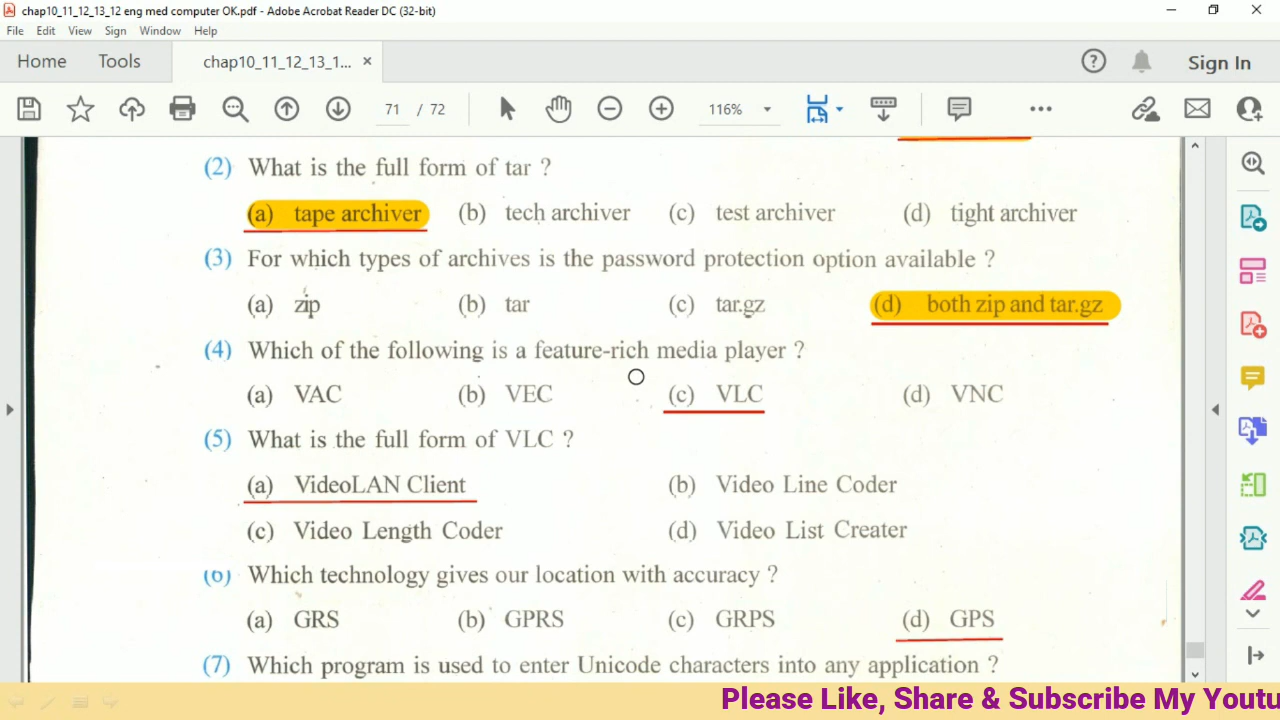 chap10_11_12_13_12 eng med computer OK.pdf - Adobe Acrobat Reader DC (32-bit)
File Edit View Sign Window Help
Home Tools chap10_11_12_13_1... × Sign In
71 / 72 116%
(2) What is the full form of tar ?
(a) tape archiver (b) tech archiver (c) test archiver (d) tight archiver
(3) For which types of archives is the password protection option available ?
(a) zip (b) tar (c) tar.gz (d) both zip and tar.gz
(4) Which of the following is a feature-rich media player ?
(a) VAC (b) VEC (c) VLC (d) VNC
(5) What is the full form of VLC ?
(a) VideoLAN Client (b) Video Line Coder
(c) Video Length Coder (d) Video List Creater
(6) Which technology gives our location with accuracy ?
(a) GRS (b) GPRS (c) GRPS (d) GPS
(7) Which program is used to enter Unicode characters into any application ?
Please Like, Share & Subscribe My Youtu